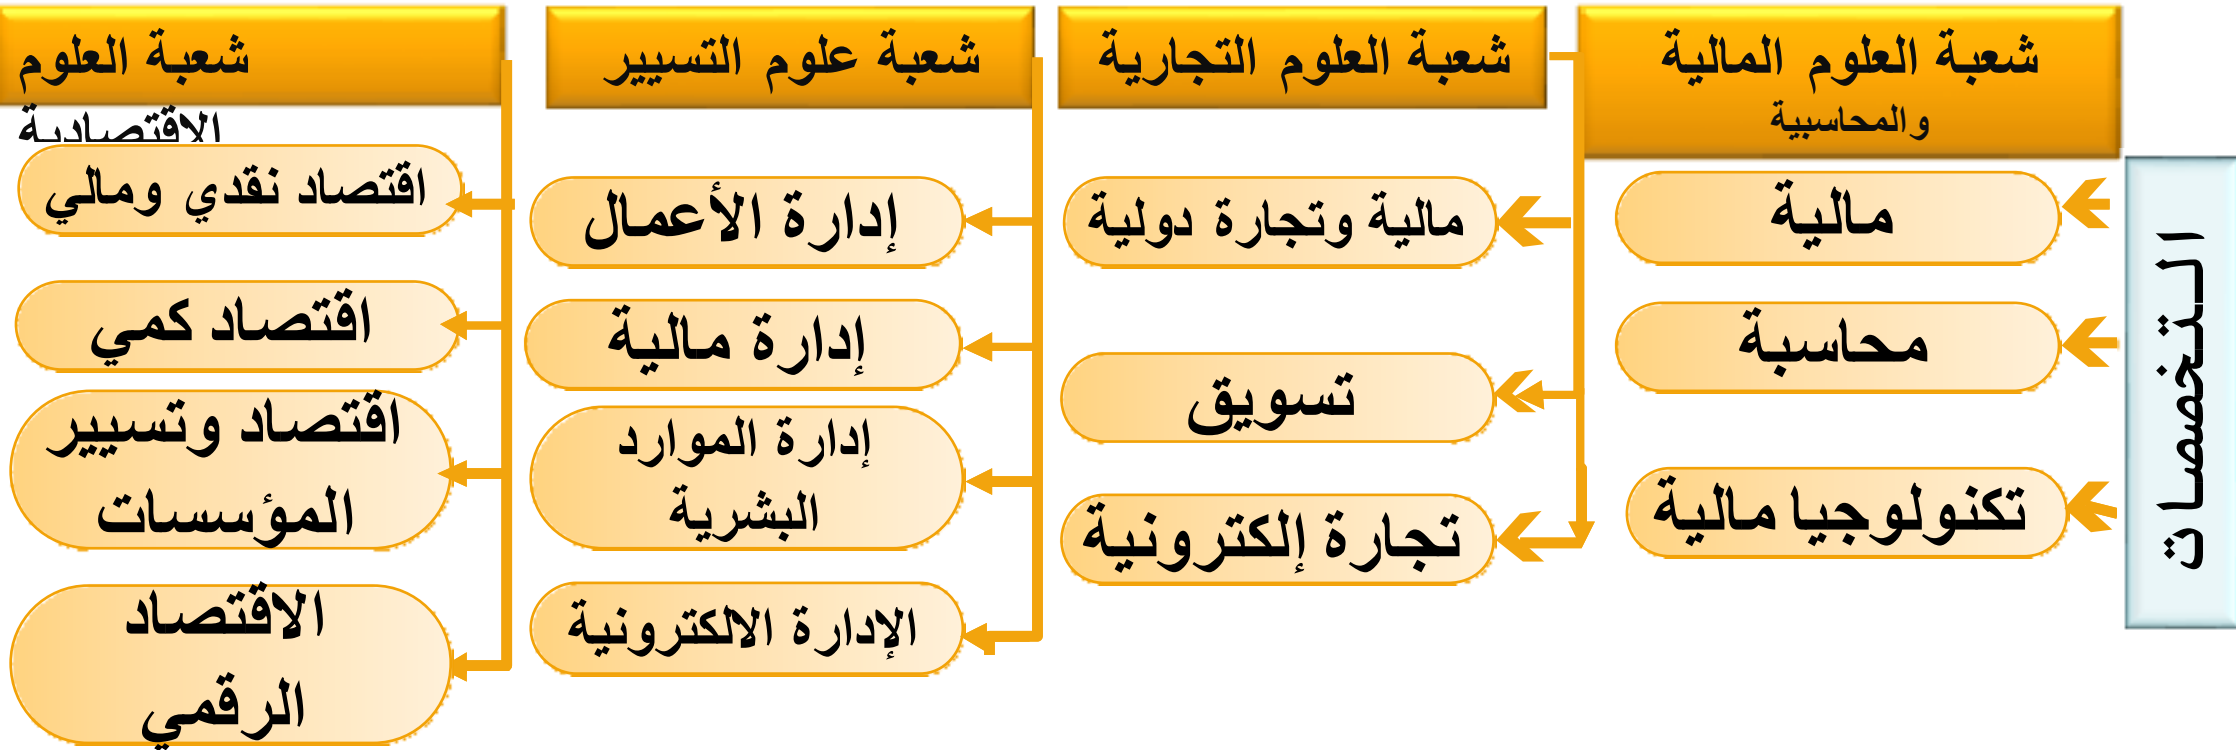 شعبة العلوم المالية
والمحاسبية
شعبة العلوم التجارية
شعبة علوم التسيير
شعبة العلوم
الاقتصادية
التخصصات
مالية
محاسبة
تكنولوجيا مالية
مالية وتجارة دولية
تسويق
تجارة إلكترونية
إدارة الأعمال
إدارة مالية
إدارة الموارد
البشرية
الإدارة الالكترونية
اقتصاد نقدي ومالي
اقتصاد كمي
اقتصاد وتسيير
المؤسسات
الاقتصاد
الرقمي